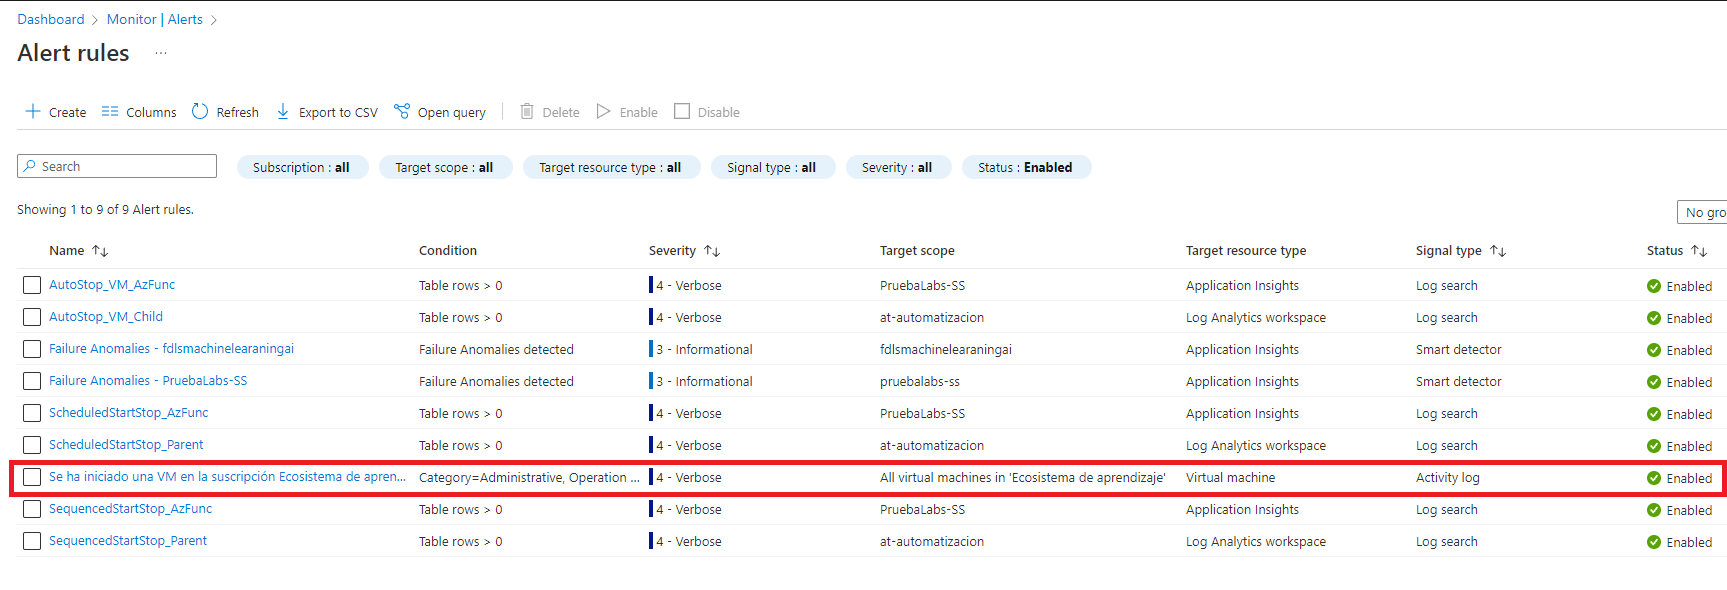 Dashboard > Monitor | Alerts >
Alert rules ...
Create Columns Refresh Export to CSV Open query Delete Enable Disable
Search Subscription : all Target scope : all Target resource type : all Signal type : all Severity : all Status : Enabled
Showing 1 to 9 of 9 Alert rules.
No gro
Name Condition Severity Target scope Target resource type Signal type Status
AutoStop_VM_AzFunc Table rows > 0 4 - Verbose PruebaLabs-SS Application Insights Log search Enabled
AutoStop_VM_Child Table rows > 0 4 - Verbose at-automatizacion Log Analytics workspace Log search Enabled
Failure Anomalies - fdlsmachinelearaningai Failure Anomalies detected 3 - Informational fdlsmachinelearaningai Application Insights Smart detector Enabled
Failure Anomalies - PruebaLabs-SS Failure Anomalies detected 3 - Informational pruebalabs-ss Application Insights Smart detector Enabled
ScheduledStartStop_AzFunc Table rows > 0 4 - Verbose PruebaLabs-SS Application Insights Log search Enabled
ScheduledStartStop_Parent Table rows > 0 4 - Verbose at-automatizacion Log Analytics workspace Log search Enabled
Se ha iniciado una VM en la suscripción Ecosistema de apren... Category=Administrative, Operation ... 4 - Verbose All virtual machines in 'Ecosistema de aprendizaje' Virtual machine Activity log Enabled
SequencedStartStop_AzFunc Table rows > 0 4 - Verbose PruebaLabs-SS Application Insights Log search Enabled
SequencedStartStop_Parent Table rows > 0 4 - Verbose at-automatizacion Log Analytics workspace Log search Enabled